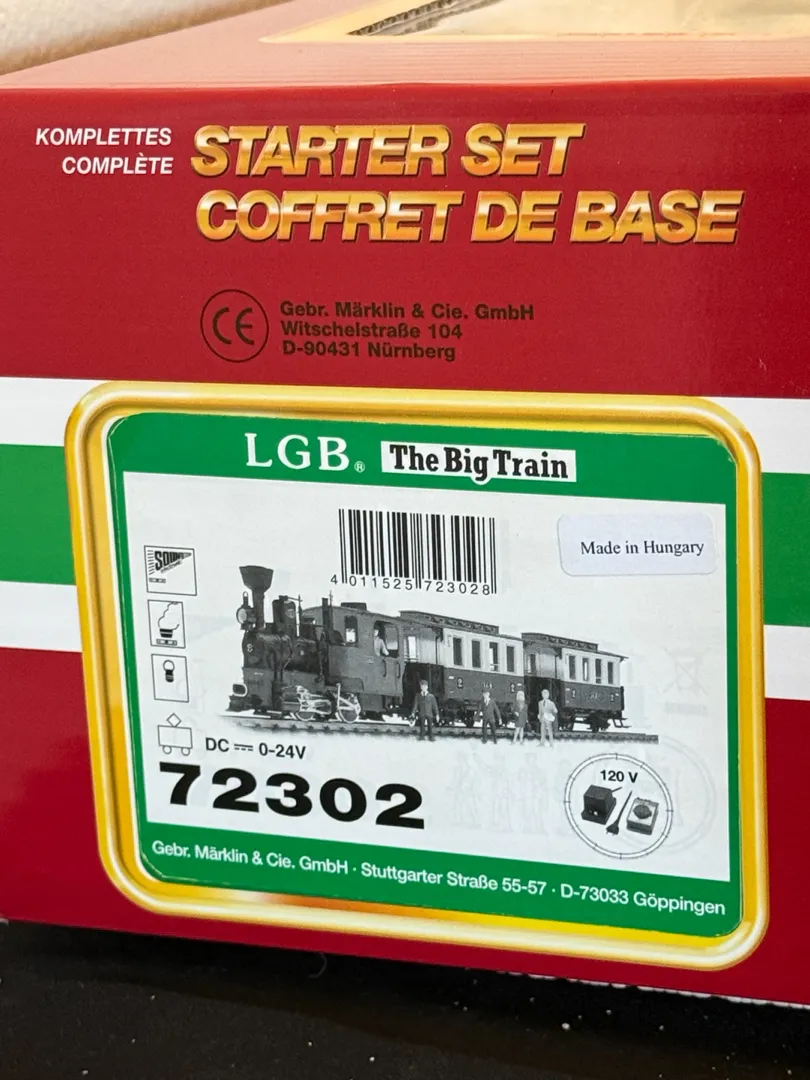 KOMPLETTES
COMPLÈTE
STARTER SET
COFFRET DE BASE
CE
Gebr. Märklin & Cie. GmbH
Witschelstraße 104
D-90431 Nürnberg
LGB® The Big Train
4 011525 723028
Made in Hungary
SOUND
DC 0-24V
72302
120 V
Gebr. Märklin & Cie. GmbH · Stuttgarter Straße 55-57 · D-73033 Göppingen